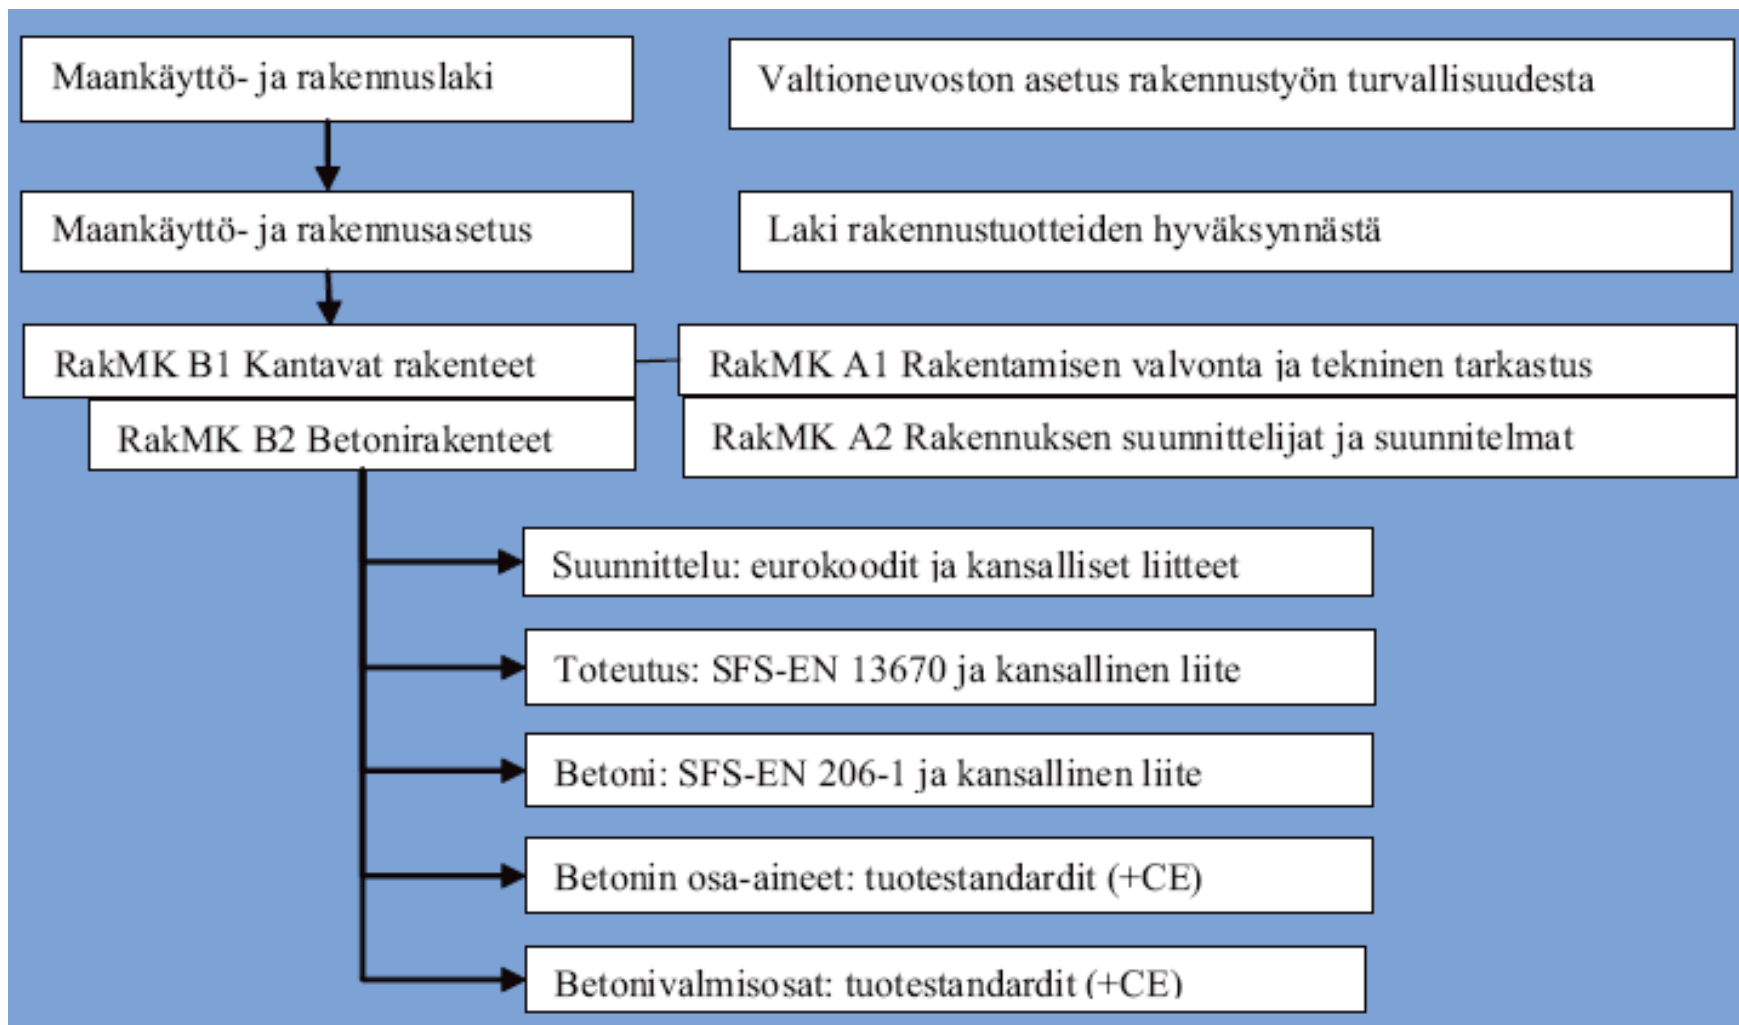 Maankäyttö- ja rakennuslaki
Valtioneuvoston asetus rakennustyön turvallisuudesta
Maankäyttö- ja rakennusasetus
Laki rakennustuotteiden hyväksynnästä
RakMK B1 Kantavat rakenteet
RakMK A1 Rakentamisen valvonta ja tekninen tarkastus
RakMK B2 Betonirakenteet
RakMK A2 Rakennuksen suunnittelijat ja suunnitelmat
Suunnittelu: eurokoodit ja kansalliset liitteet
Toteutus: SFS-EN 13670 ja kansallinen liite
Betoni: SFS-EN 206-1 ja kansallinen liite
Betonin osa-aineet: tuotestandardit (+CE)
Betonivalmisosat: tuotestandardit (+CE)